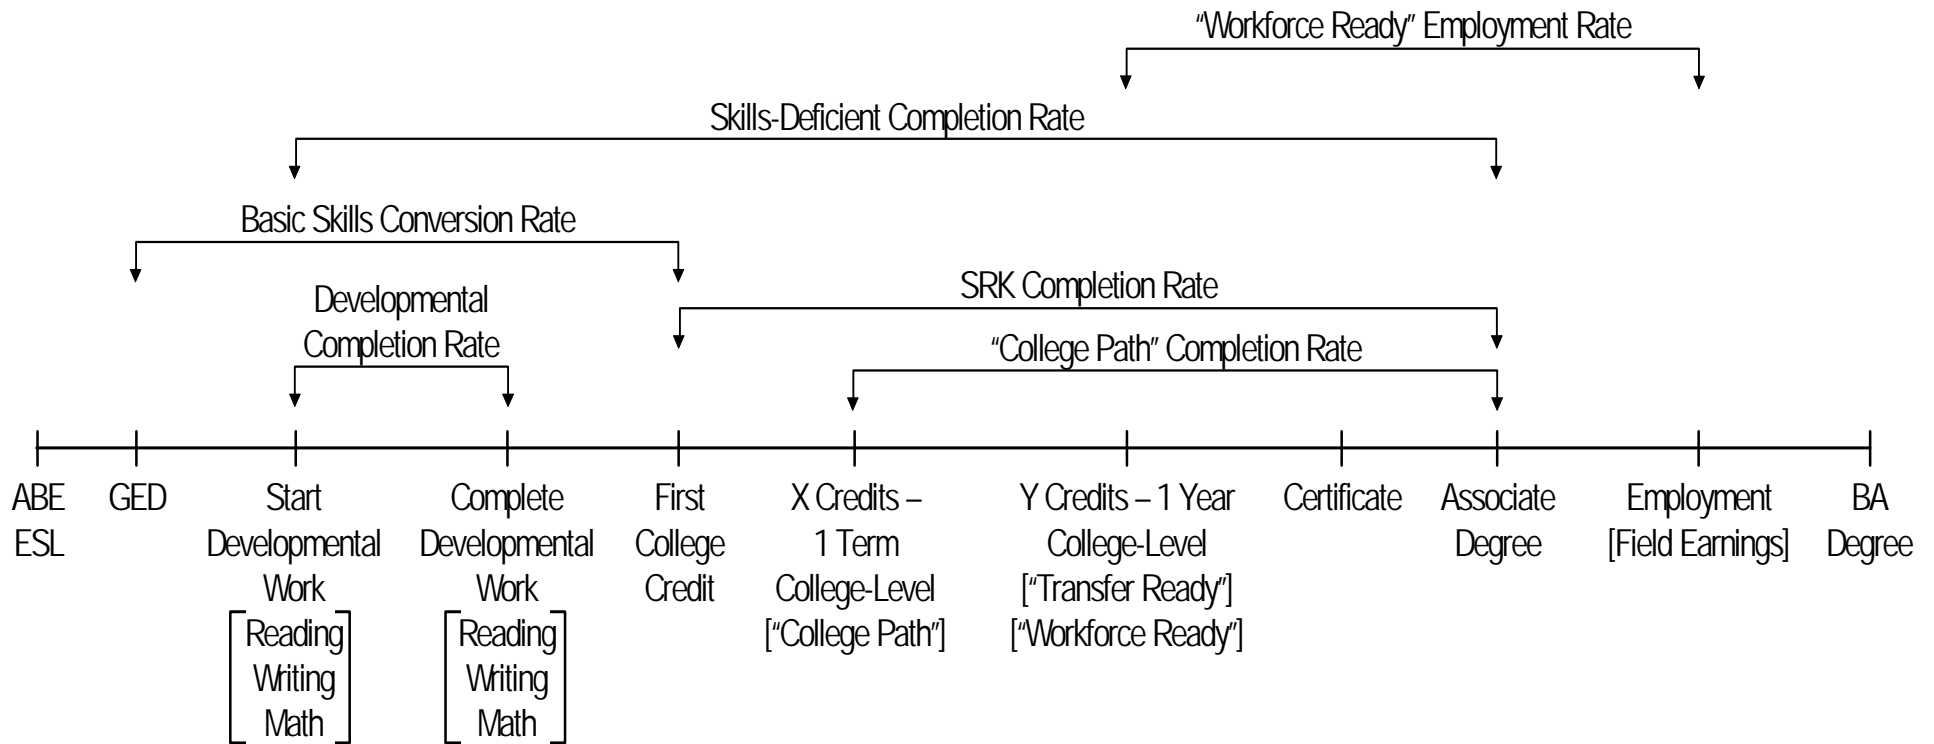 “Workforce Ready” Employment Rate
Skills-Deficient Completion Rate
Basic Skills Conversion Rate
SRK Completion Rate
Developmental
Completion Rate
“College Path” Completion Rate
ABE
ESL
GED
Start
Developmental
Work
Reading
Writing
Math
Complete
Developmental
Work
Reading
Writing
Math
First
College
Credit
X Credits –
1 Term
College-Level
[“College Path”]
Y Credits – 1 Year
College-Level
[“Transfer Ready”]
[“Workforce Ready”]
Certificate
Associate
Degree
Employment
[Field Earnings]
BA
Degree